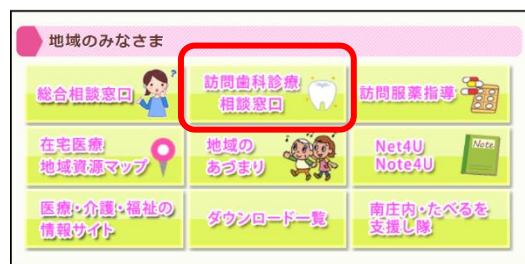 地域のみなさま
総合相談窓口
訪問歯科診療
相談窓口
訪問服薬指導
在宅医療
地域資源マップ
地域の
あづまり
Net4U
Note4U
Note
医療・介護・福祉の
情報サイト
ダウンロード一覧
南庄内・たべるを
支援し隊